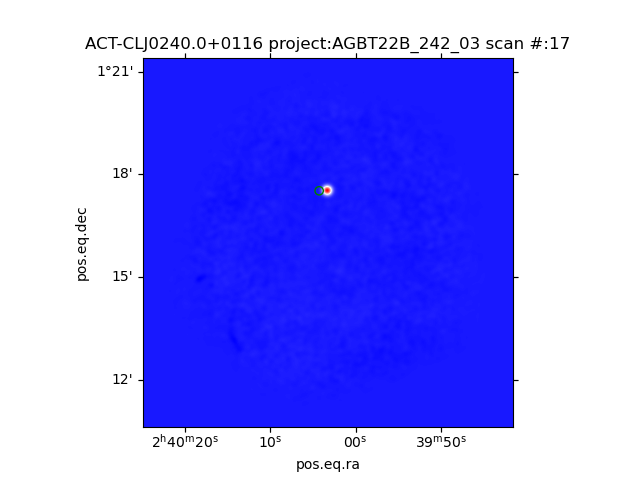 ACT-CLJ0240.0+0116 project:AGBT22B_242_03 scan #:17
1°21'
18'
15'
12'
pos.eq.dec
2ʰ40ᵐ20ˢ 10ˢ 00ˢ 39ᵐ50ˢ
pos.eq.ra